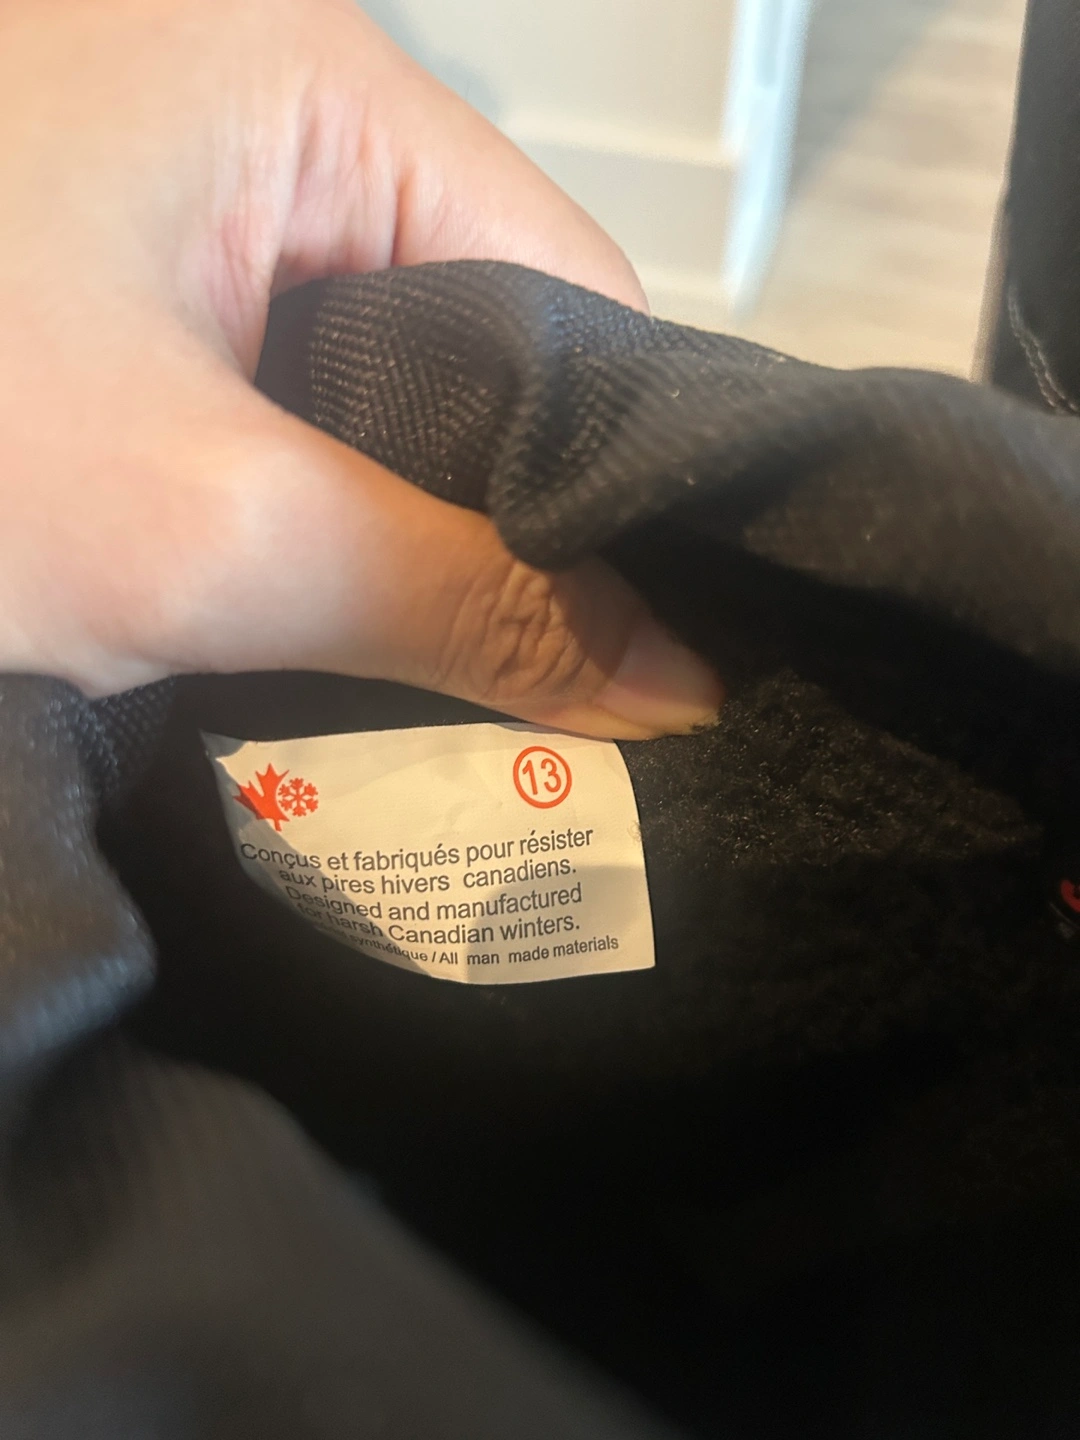 13
Conçus et fabriqués pour résister
aux pires hivers canadiens.
Designed and manufactured
for harsh Canadian winters.
synthétique / All man made materials